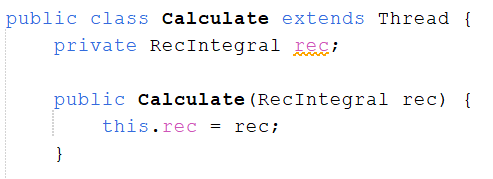 public class Calculate extends Thread {
    private RecIntegral rec;
    public Calculate(RecIntegral rec) {
        this.rec = rec;
    }